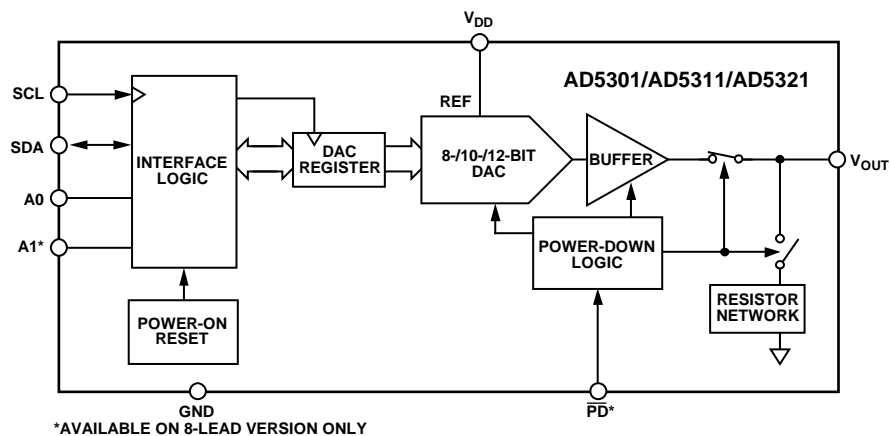 VDD
AD5301/AD5311/AD5321
SCL
REF
SDA
INTERFACE
LOGIC
DAC
REGISTER
8-/10-/12-BIT
DAC
BUFFER
VOUT
A0
A1*
POWER-DOWN
LOGIC
POWER-ON
RESET
RESISTOR
NETWORK
GND
PD*
*AVAILABLE ON 8-LEAD VERSION ONLY